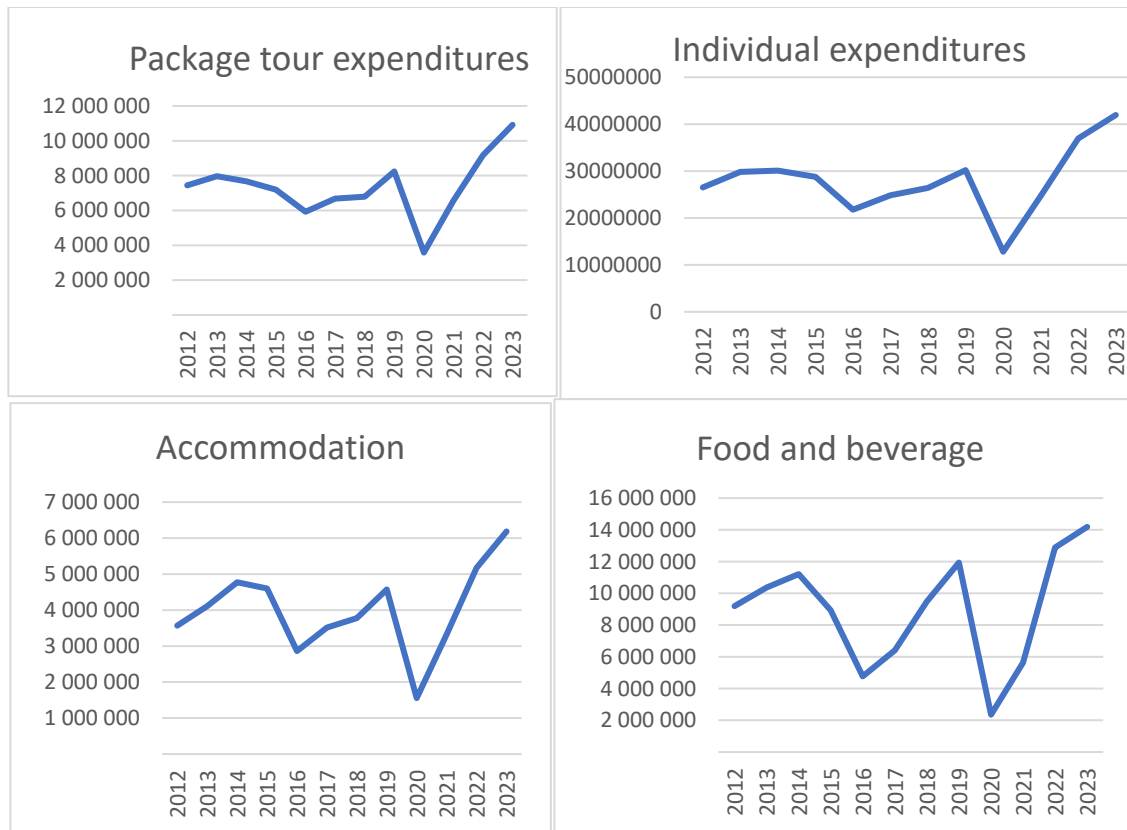 Package tour expenditures
12 000 000
10 000 000
8 000 000
6 000 000
4 000 000
2 000 000
2012 2013 2014 2015 2016 2017 2018 2019 2020 2021 2022 2023
Individual expenditures
50000000
40000000
30000000
20000000
10000000
0
2012 2013 2014 2015 2016 2017 2018 2019 2020 2021 2022 2023
Accommodation
7 000 000
6 000 000
5 000 000
4 000 000
3 000 000
2 000 000
1 000 000
2012 2013 2014 2015 2016 2017 2018 2019 2020 2021 2022 2023
Food and beverage
16 000 000
14 000 000
12 000 000
10 000 000
8 000 000
6 000 000
4 000 000
2 000 000
2012 2013 2014 2015 2016 2017 2018 2019 2020 2021 2022 2023